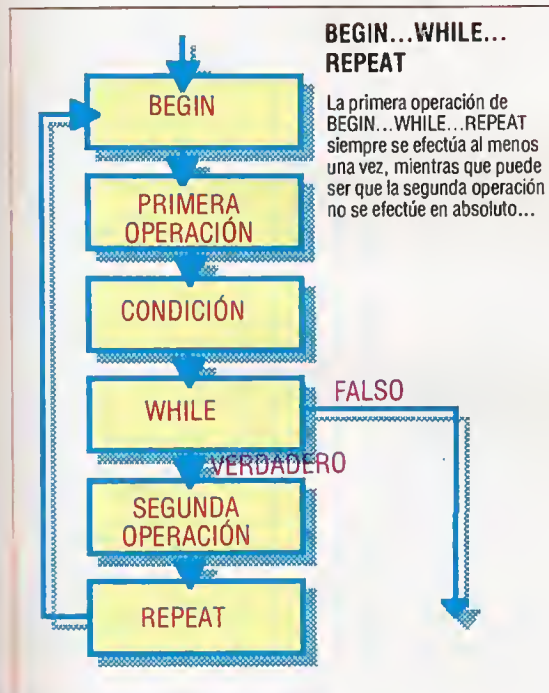 BEGIN...WHILE...
REPEAT
La primera operación de
BEGIN...WHILE...REPEAT
siempre se efectúa al menos
una vez, mientras que puede
ser que la segunda operación
no se efectúe en absoluto...
BEGIN
PRIMERA
OPERACIÓN
CONDICIÓN
WHILE
FALSO
VERDADERO
SEGUNDA
OPERACIÓN
REPEAT